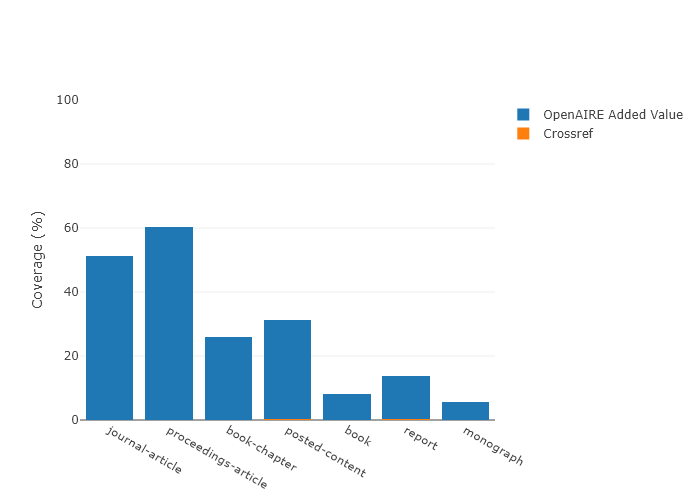 100
80
60
40
20
0
Coverage (%)
journal-article
proceedings-article
book-chapter
posted-content
book
report
monograph
OpenAIRE Added Value
Crossref